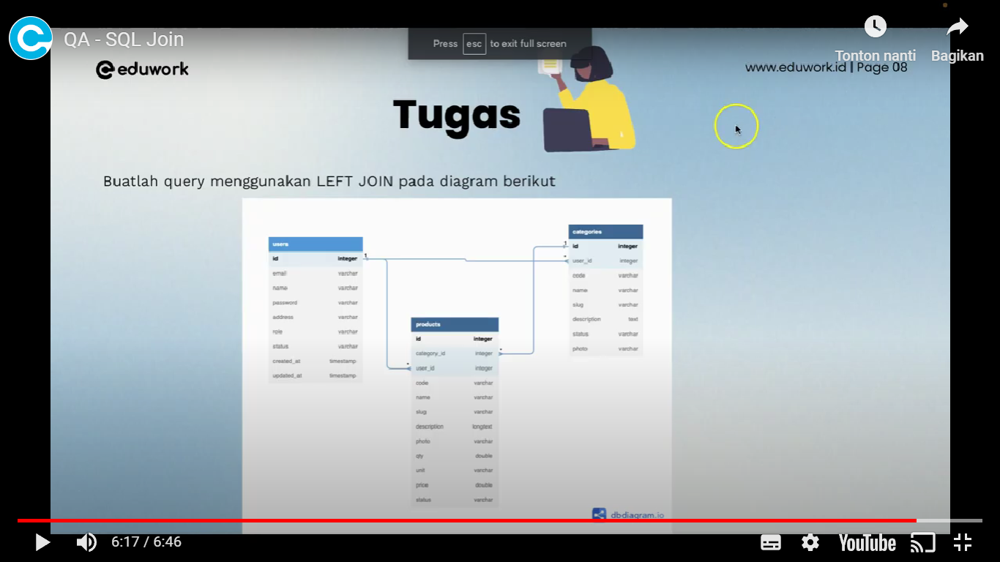 QA - SQL Join
Press esc to exit full screen
Tonton nanti
Bagikan
eduwork
www.eduwork.id | Page 08
Tugas
Buatlah query menggunakan LEFT JOIN pada diagram berikut
users
id integer
email varchar
name varchar
password varchar
address varchar
role varchar
status varchar
created_at timestamp
updated_at timestamp
1
*
products
id integer
category_id integer
user_id integer
code varchar
name varchar
slug varchar
description longtext
photo varchar
qty double
unit varchar
price double
status varchar
*
1
*
categories
id integer
user_id integer
code varchar
name varchar
slug varchar
description text
status varchar
photo varchar
dbdiagram.io
6:17 / 6:46
YouTube